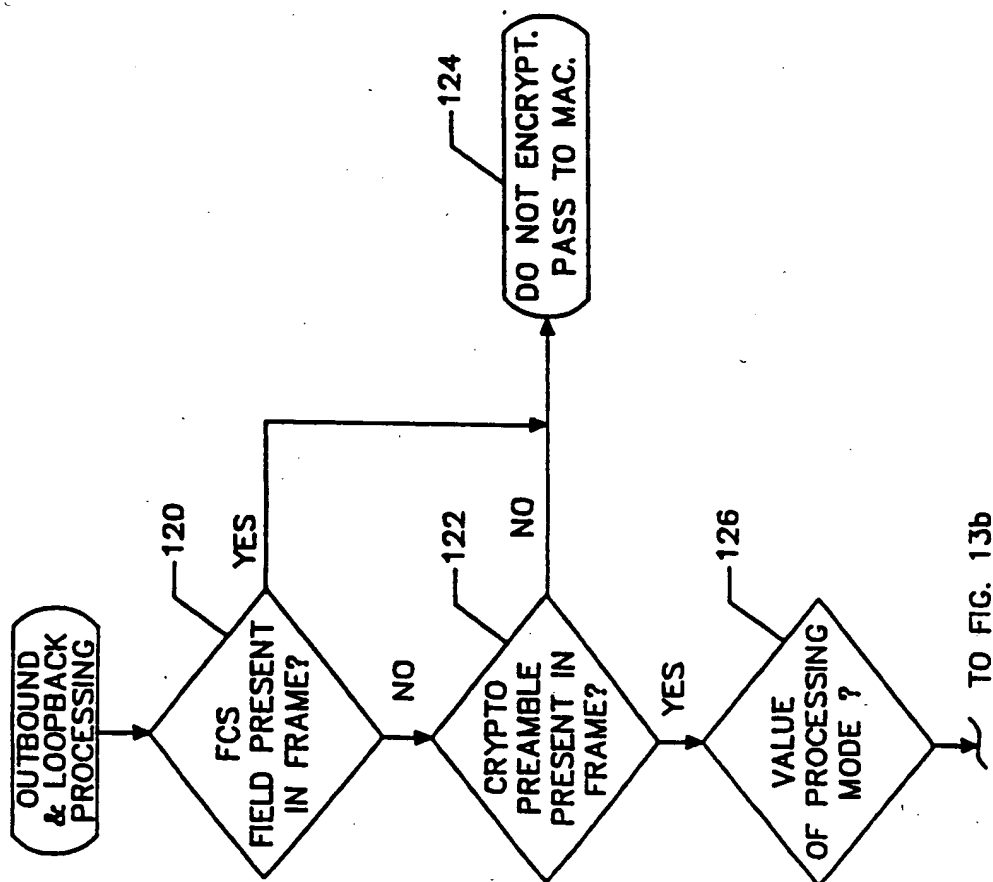 OUTBOUND
& LOOPBACK
PROCESSING
120
FCS
FIELD PRESENT
IN FRAME?
YES
NO
122
CRYPTO
PREAMBLE
PRESENT IN
FRAME?
NO
124
DO NOT ENCRYPT.
PASS TO MAC.
YES
126
VALUE
OF PROCESSING
MODE ?
TO FIG. 13b